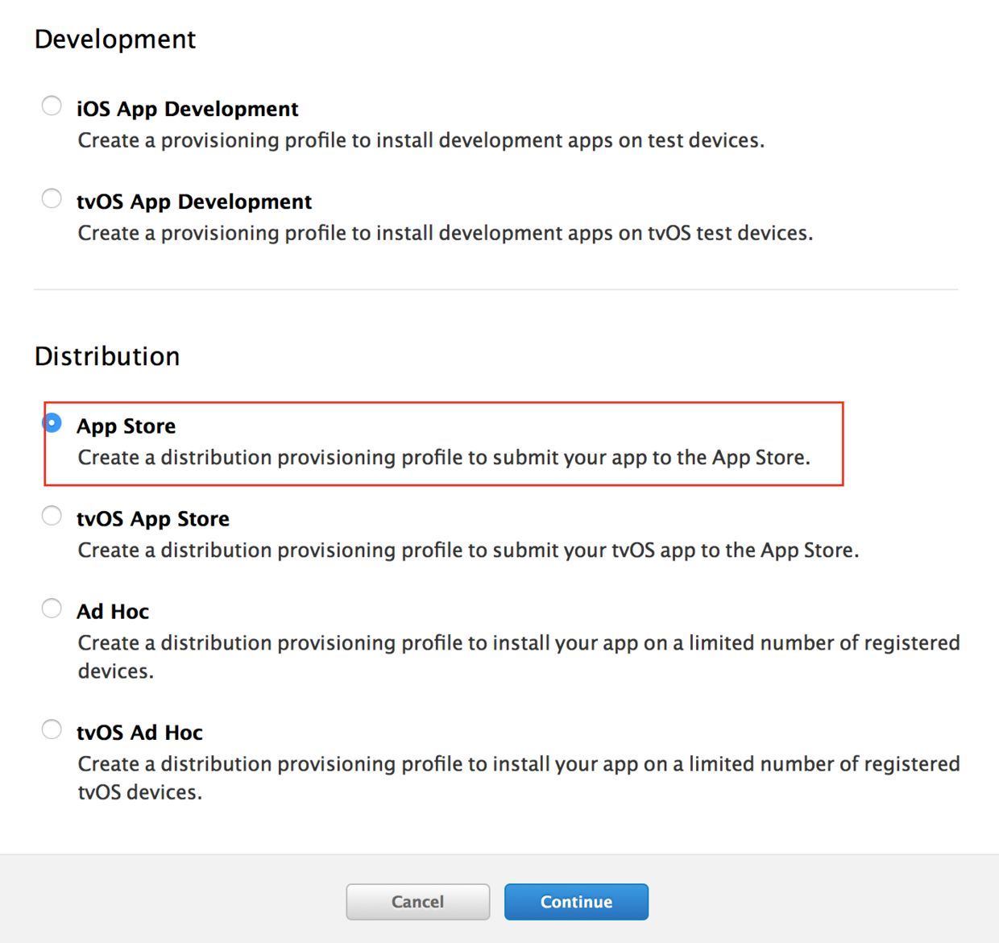 Development
iOS App Development
Create a provisioning profile to install development apps on test devices.
tvOS App Development
Create a provisioning profile to install development apps on tvOS test devices.
Distribution
App Store
Create a distribution provisioning profile to submit your app to the App Store.
tvOS App Store
Create a distribution provisioning profile to submit your tvOS app to the App Store.
Ad Hoc
Create a distribution provisioning profile to install your app on a limited number of registered
devices.
tvOS Ad Hoc
Create a distribution provisioning profile to install your app on a limited number of registered
tvOS devices.
Cancel
Continue